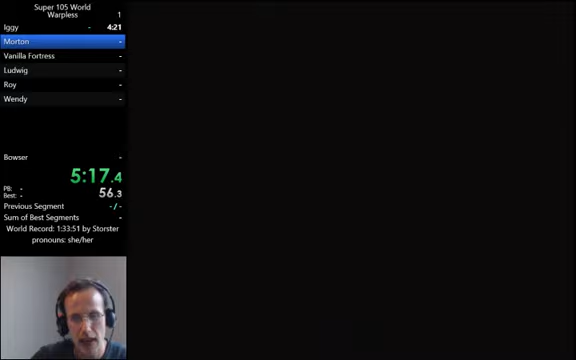 Super 105 World
Warpless 1
Iggy - 4:21
Morton -
Vanilla Fortress -
Ludwig -
Roy -
Wendy -
Bowser -
5:17.4
PB: -
Best: - 56.3
Previous Segment -/-
Sum of Best Segments -
World Record: 1:33:51 by Storster
pronouns: she/her